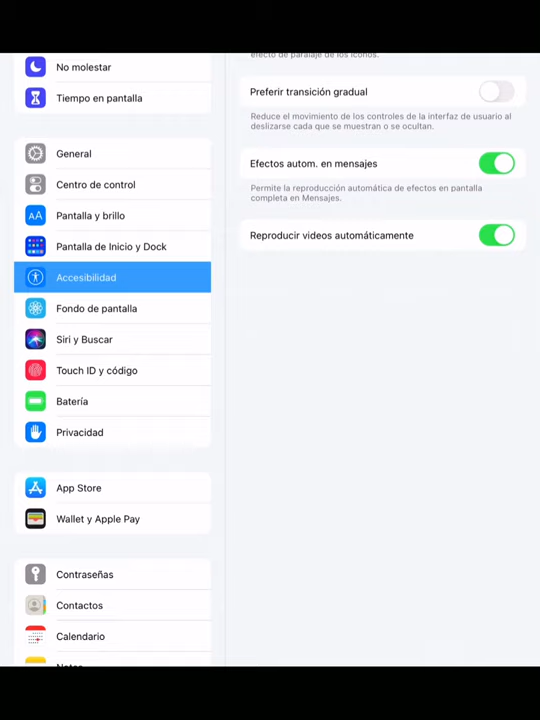 No molestar
Tiempo en pantalla
General
Centro de control
AA
Pantalla y brillo
Pantalla de Inicio y Dock
Accesibilidad
Fondo de pantalla
Siri y Buscar
Touch ID y código
Batería
Privacidad
App Store
Wallet y Apple Pay
Contraseñas
Contactos
Calendario
Notas
efecto de paralaje de los íconos.
Preferir transición gradual
Reduce el movimiento de los controles de la interfaz de usuario al
deslizarse cada que se muestran o se ocultan.
Efectos autom. en mensajes
Permite la reproducción automática de efectos en pantalla
completa en Mensajes.
Reproducir videos automáticamente